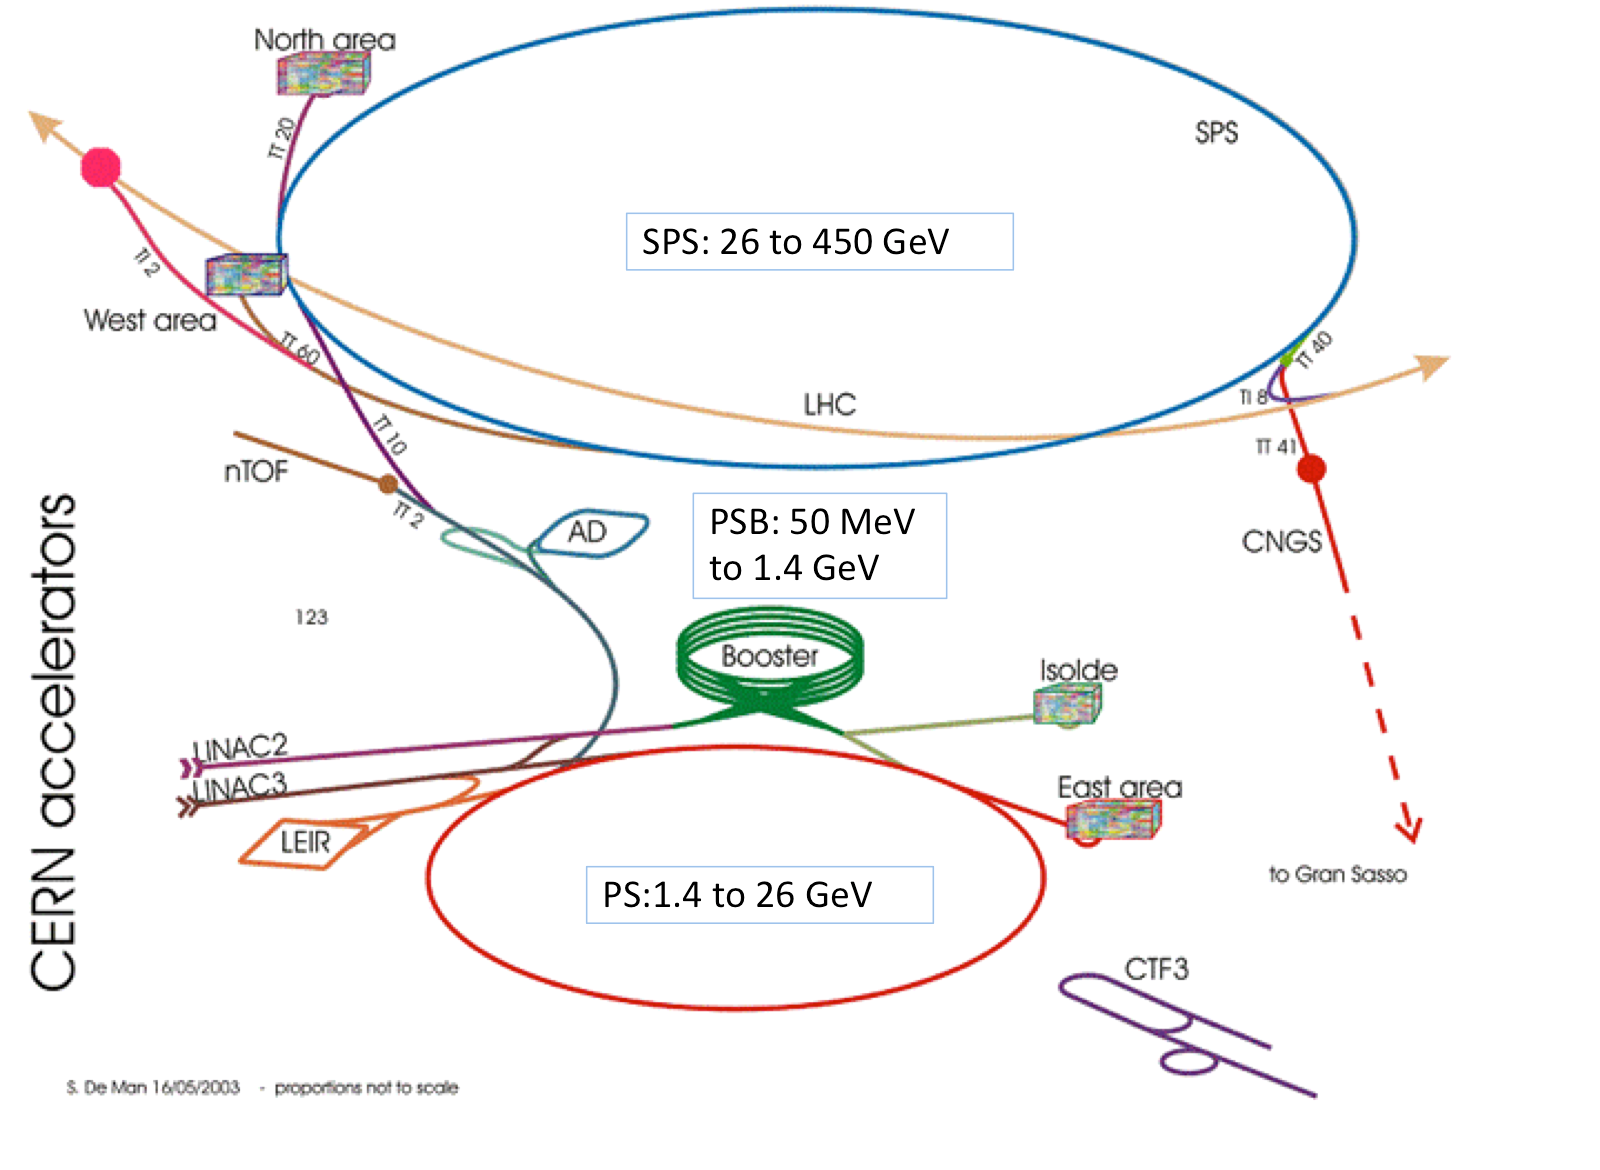 North area
TT 20
SPS
SPS: 26 to 450 GeV
TI 2
West area
TT 60
TT 40
TI 8
LHC
TT 10
TT 41
nTOF
TT 2
AD
PSB: 50 MeV
to 1.4 GeV
CNGS
CERN accelerators
123
Booster
Isolde
LINAC2
LINAC3
East area
LEIR
to Gran Sasso
PS:1.4 to 26 GeV
CTF3
S. De Man 16/05/2003 - proportions not to scale